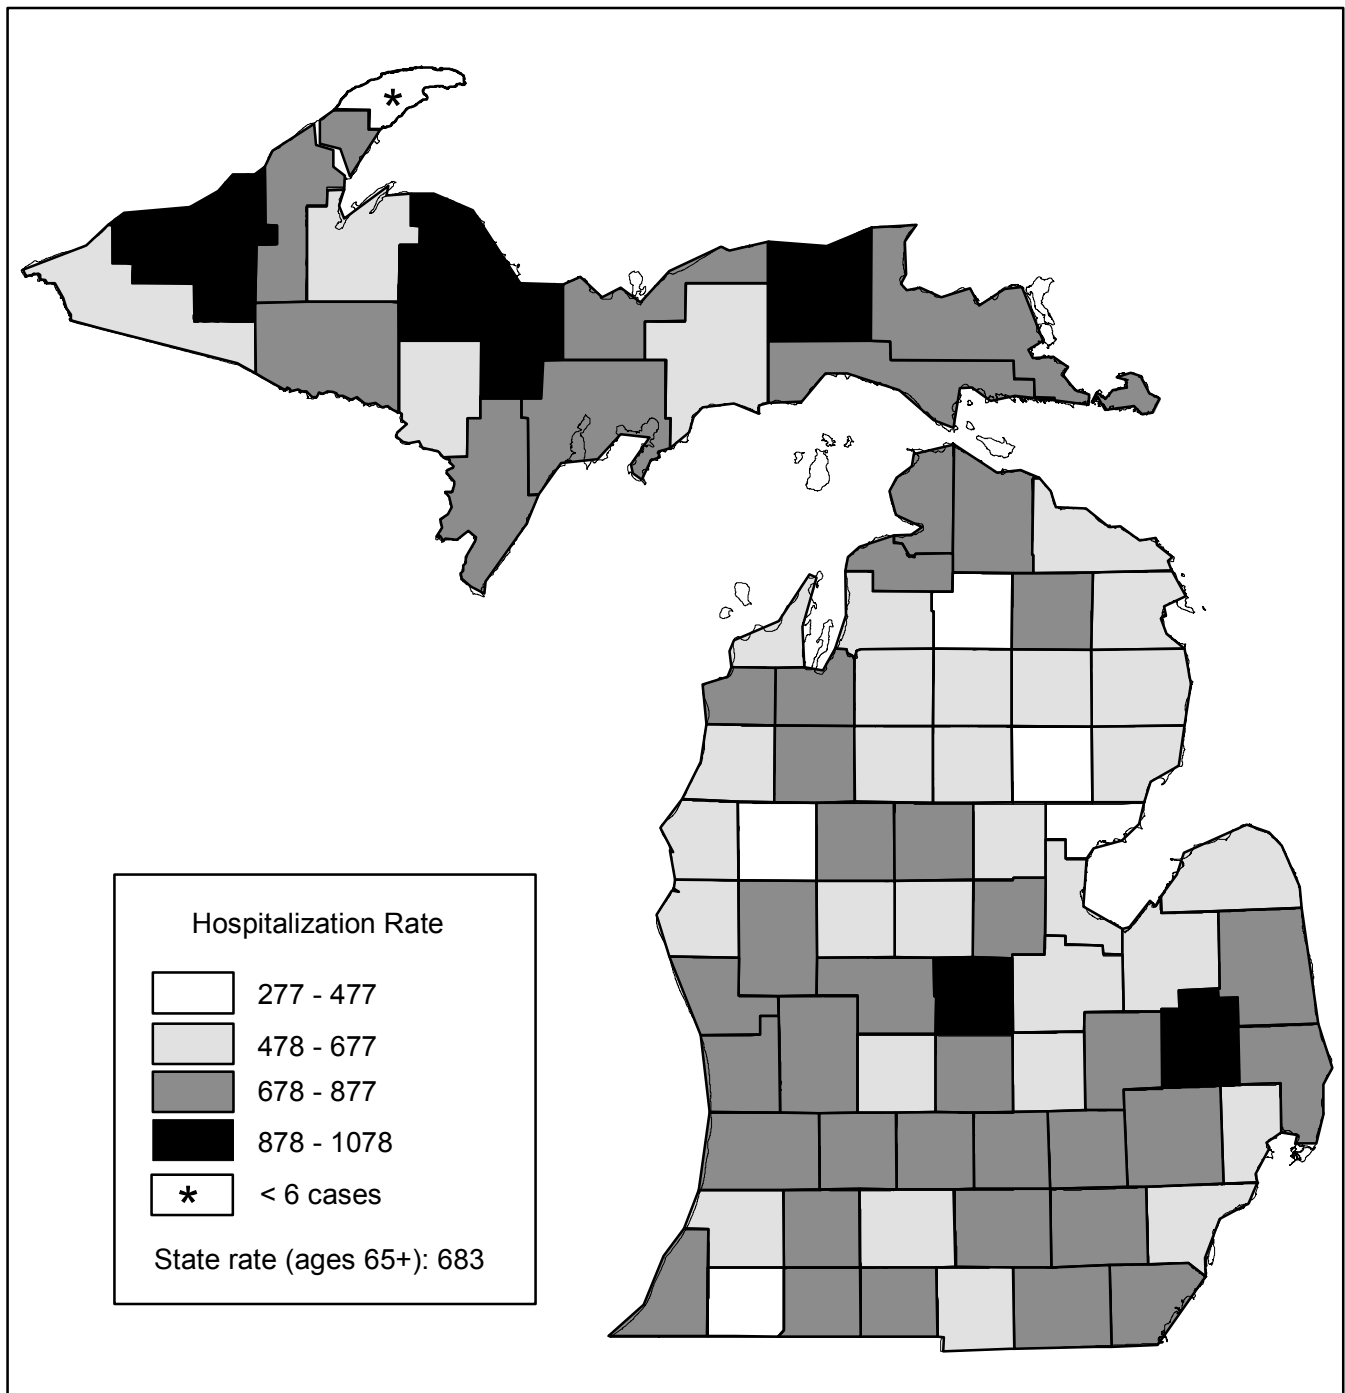 *
Hospitalization Rate
277 - 477
478 - 677
678 - 877
878 - 1078
* < 6 cases
State rate (ages 65+): 683